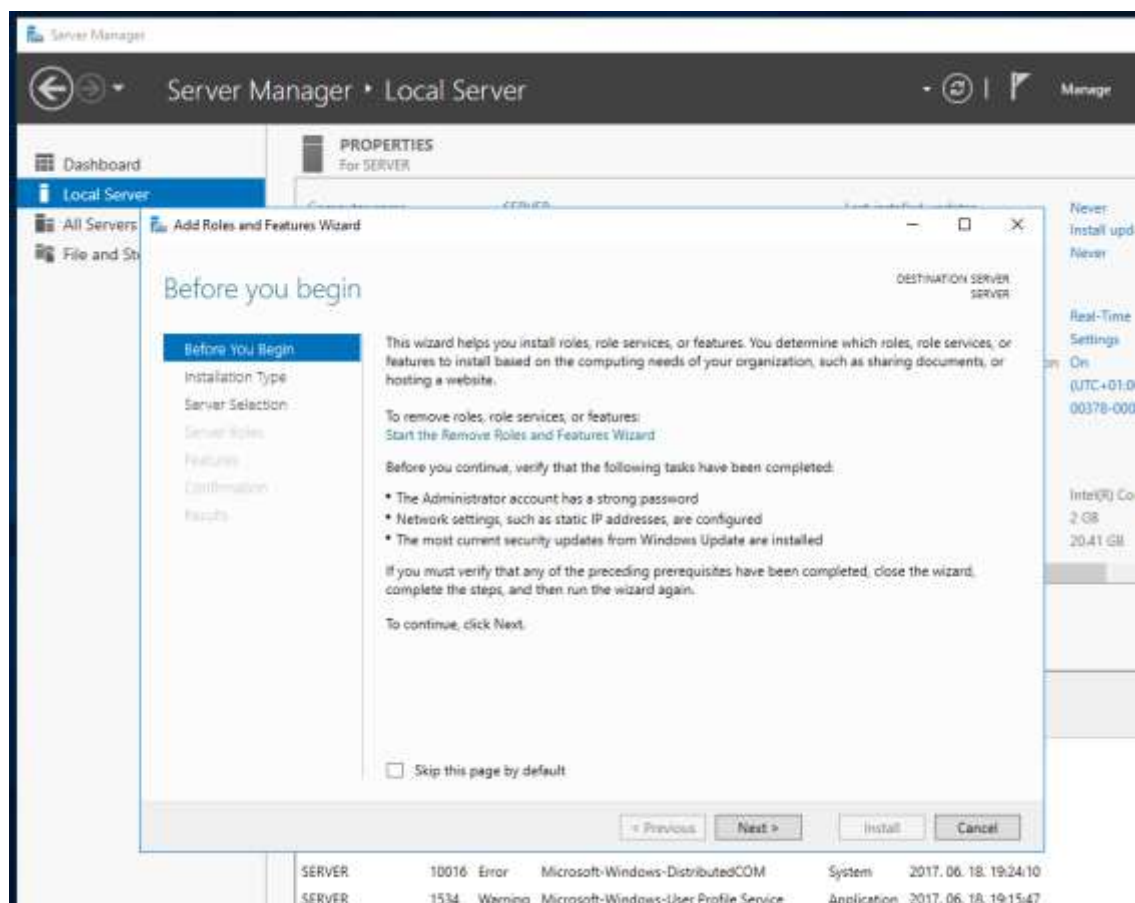 Server Manager
Server Manager • Local Server
Manage
Dashboard
Local Server
All Servers
File and St
PROPERTIES
For SERVER
Never
Install upd
Never
Real-Time
Settings
On
(UTC+01:0
00378-000
Intel(R) Co
2 GB
20.41 GB
Add Roles and Features Wizard
Before you begin
DESTINATION SERVER
SERVER
Before You Begin
Installation Type
Server Selection
Server Roles
Features
Confirmation
Results
This wizard helps you install roles, role services, or features. You determine which roles, role services, or
features to install based on the computing needs of your organization, such as sharing documents, or
hosting a website.
To remove roles, role services, or features:
Start the Remove Roles and Features Wizard
Before you continue, verify that the following tasks have been completed:
• The Administrator account has a strong password
• Network settings, such as static IP addresses, are configured
• The most current security updates from Windows Update are installed
If you must verify that any of the preceding prerequisites have been completed, close the wizard,
complete the steps, and then run the wizard again.
To continue, click Next.
Skip this page by default
< Previous Next > Install Cancel
SERVER 10016 Error Microsoft-Windows-DistributedCOM System 2017. 06. 18. 19:24:10
SERVER 1534 Warning Microsoft-Windows-User Profile Service Application 2017. 06. 18. 19:15:47